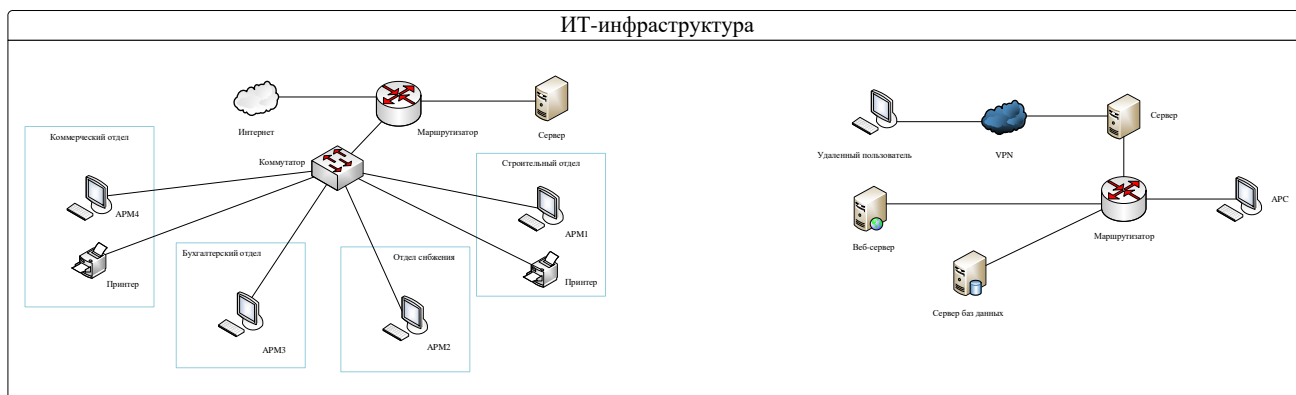 ИТ-инфраструктура
Интернет
Маршрутизатор
Сервер
Коммерческий отдел
Коммутатор
Строительный отдел
АРМ4
АРМ1
Принтер
Бухгалтерский отдел
Отдел снбжения
Принтер
АРМ3
АРМ2
Удаленный пользователь
VPN
Сервер
Веб-сервер
Маршрутизатор
АРС
Сервер баз данных